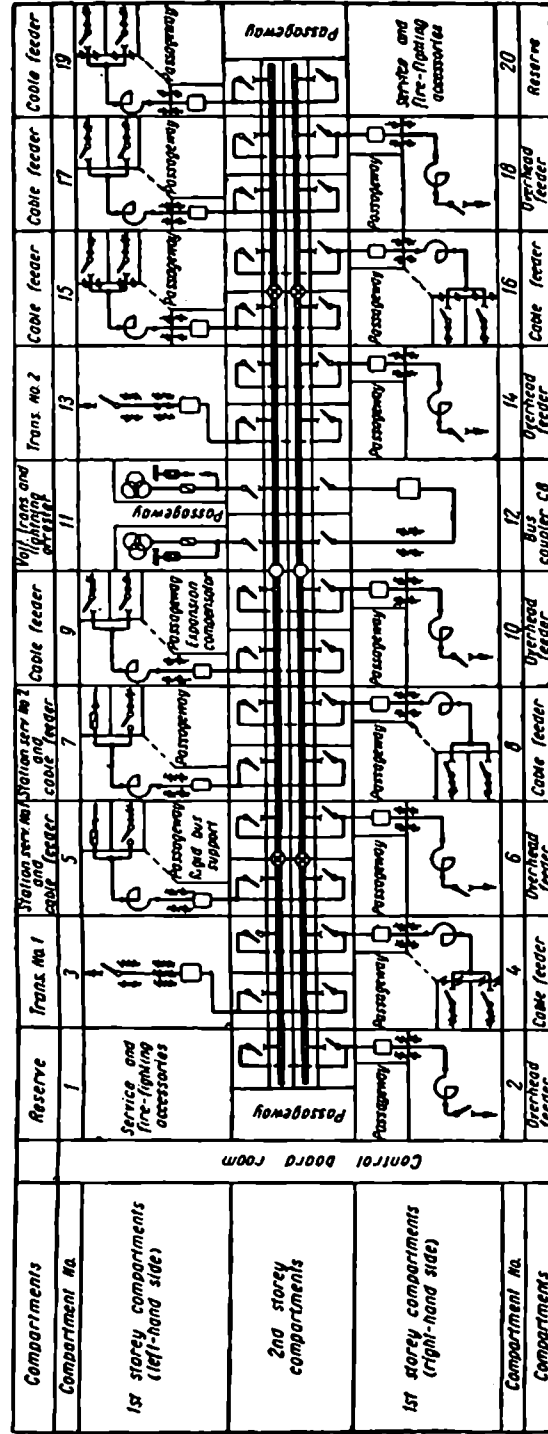 Compartments
Reserve
Trans. No.1
Station serv. No.1
and
cable feeder
Station serv. No 2
and
cable feeder
Cable feeder
Volt. trans and
lightning
arrester
Trans. No.2
Cable feeder
Cable feeder
Cable feeder
Compartment No.
1
3
5
7
9
11
13
15
17
19
1st storey compartments
(left-hand side)
Service and
fire-fighting
accessories
Passageway
Rigid bus
support
Passageway
Passageway
Expansion
compensator
Passageway
Passageway
Passageway
Passageway
Control board room
2nd storey
compartments
Passageway
Passageway
1st storey compartments
(right-hand side)
Passageway
Passageway
Passageway
Passageway
Passageway
Passageway
Passageway
Passageway
Service and
fire-fighting
accessories
Compartment No.
2
4
6
8
10
12
14
16
18
20
Compartments
Overhead
feeder
Cable feeder
Overhead
feeder
Cable feeder
Overhead
feeder
Bus
coupler CB
Overhead
feeder
Cable feeder
Overhead
feeder
Reserve